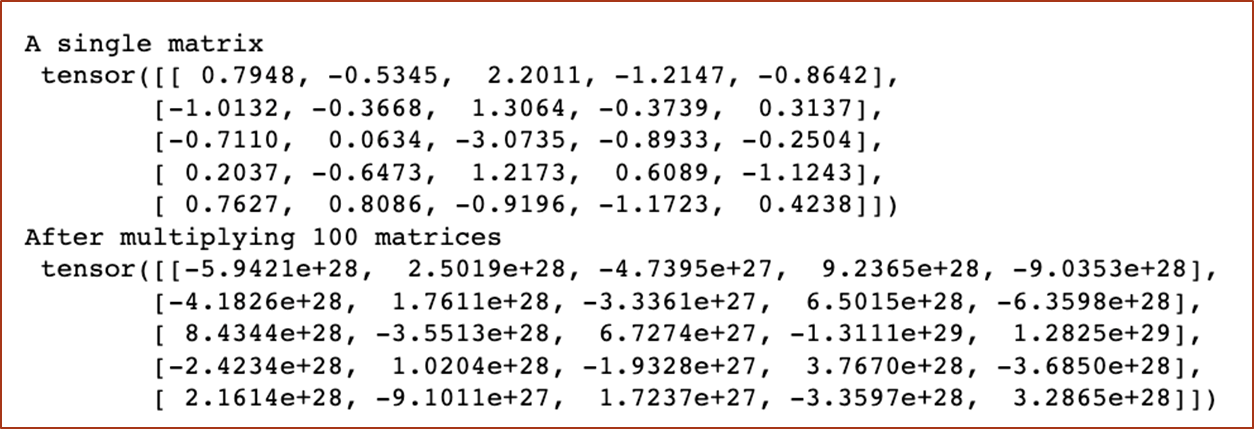 A single matrix
tensor([[ 0.7948, -0.5345,  2.2011, -1.2147, -0.8642],
[-1.0132, -0.3668,  1.3064, -0.3739,  0.3137],
[-0.7110,  0.0634, -3.0735, -0.8933, -0.2504],
[ 0.2037, -0.6473,  1.2173,  0.6089, -1.1243],
[ 0.7627,  0.8086, -0.9196, -1.1723,  0.4238]])
After multiplying 100 matrices
tensor([[-5.9421e+28,  2.5019e+28, -4.7395e+27,  9.2365e+28, -9.0353e+28],
[-4.1826e+28,  1.7611e+28, -3.3361e+27,  6.5015e+28, -6.3598e+28],
[ 8.4344e+28, -3.5513e+28,  6.7274e+27, -1.3111e+29,  1.2825e+29],
[-2.4234e+28,  1.0204e+28, -1.9328e+27,  3.7670e+28, -3.6850e+28],
[ 2.1614e+28, -9.1011e+27,  1.7237e+27, -3.3597e+28,  3.2865e+28]])